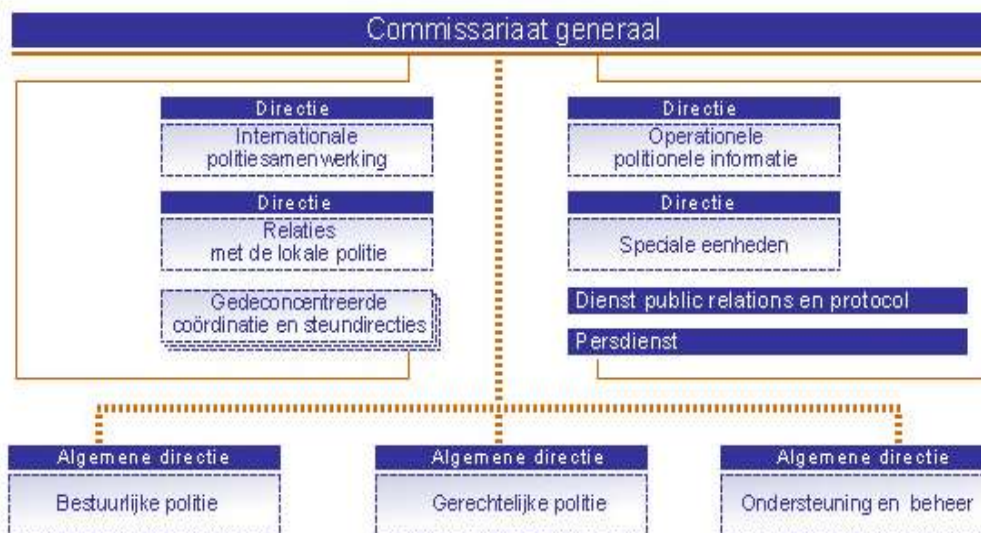 Commissariaat generaal
Directie
Internationale
politiesamenwerking
Directie
Relaties
met de lokale politie
Gedeconcentreerde
coördinatie en steundirecties
Directie
Operationele
politionele informatie
Directie
Speciale eenheden
Dienst public relations en protocol
Persdienst
Algemene directie
Bestuurlijke politie
Algemene directie
Gerechtelijke politie
Algemene directie
Ondersteuning en beheer